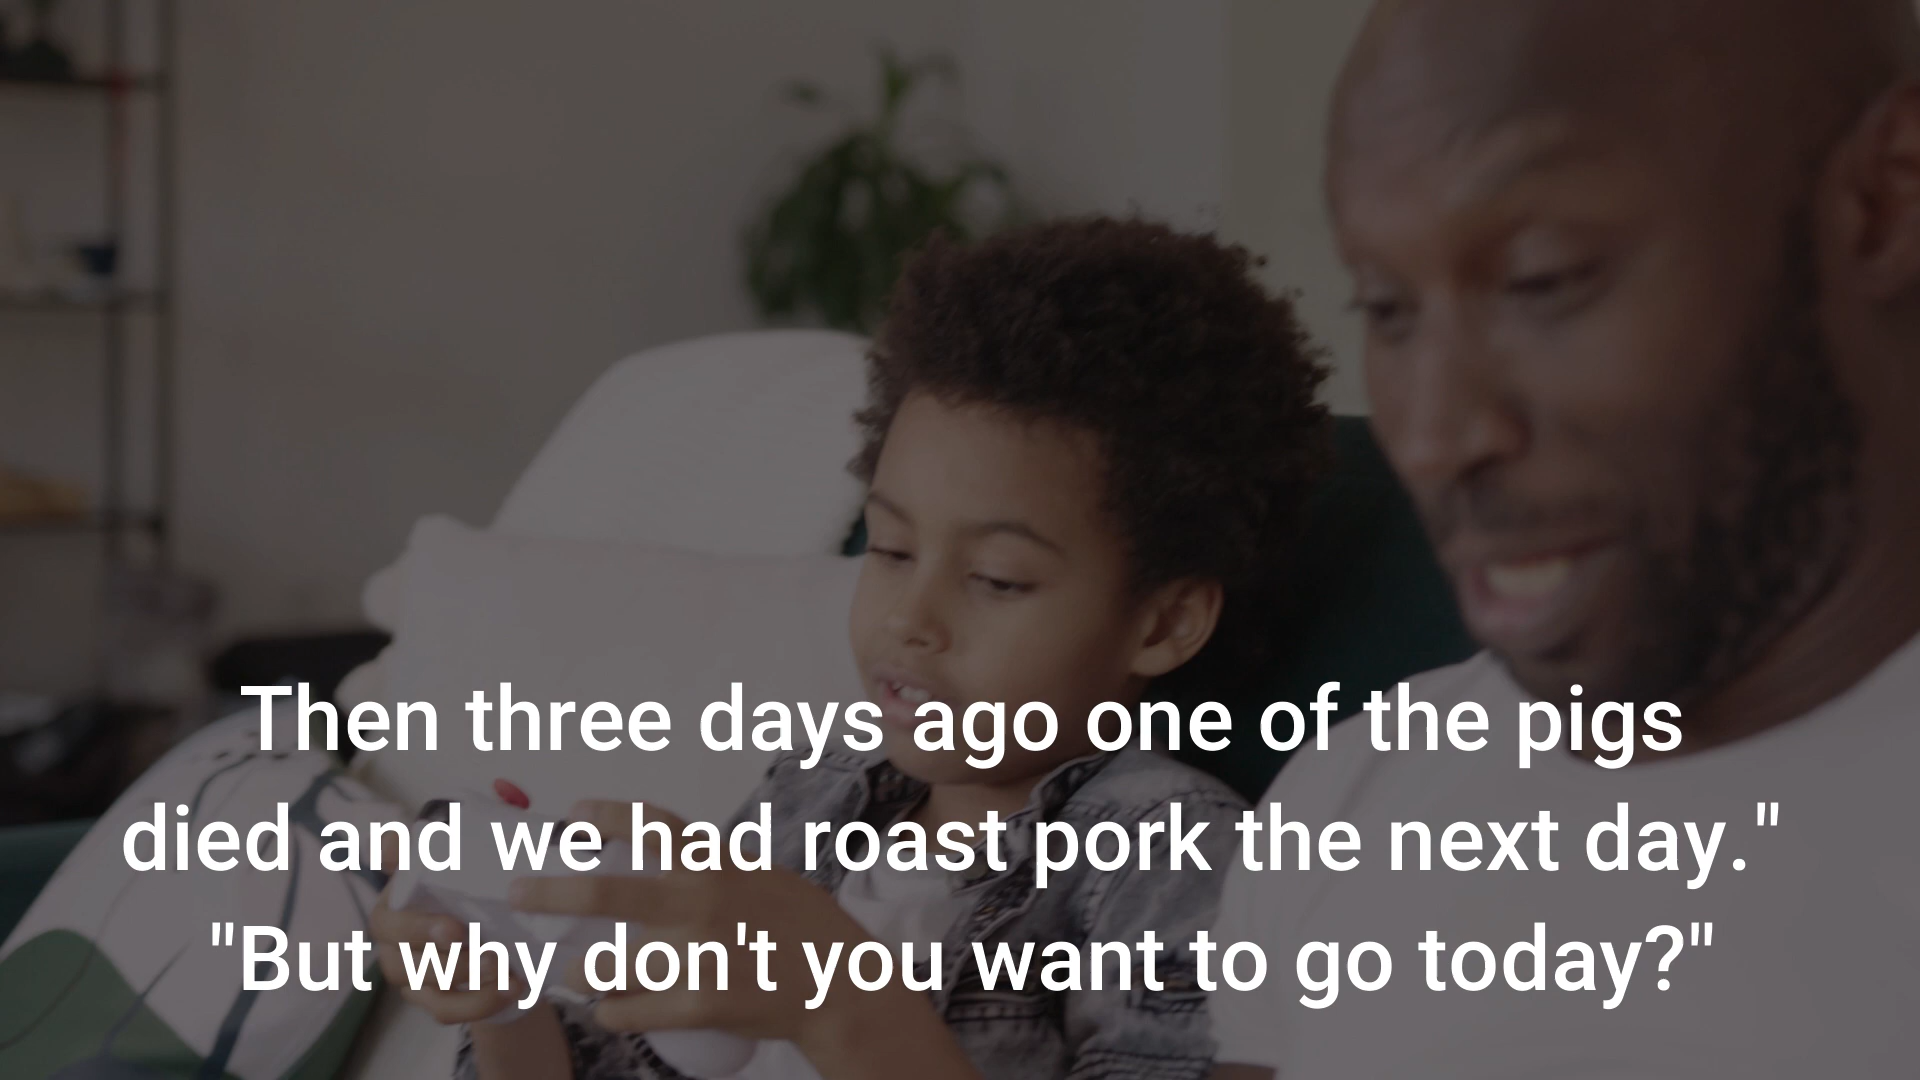 Then three days ago one of the pigs
died and we had roast pork the next day."
"But why don't you want to go today?"